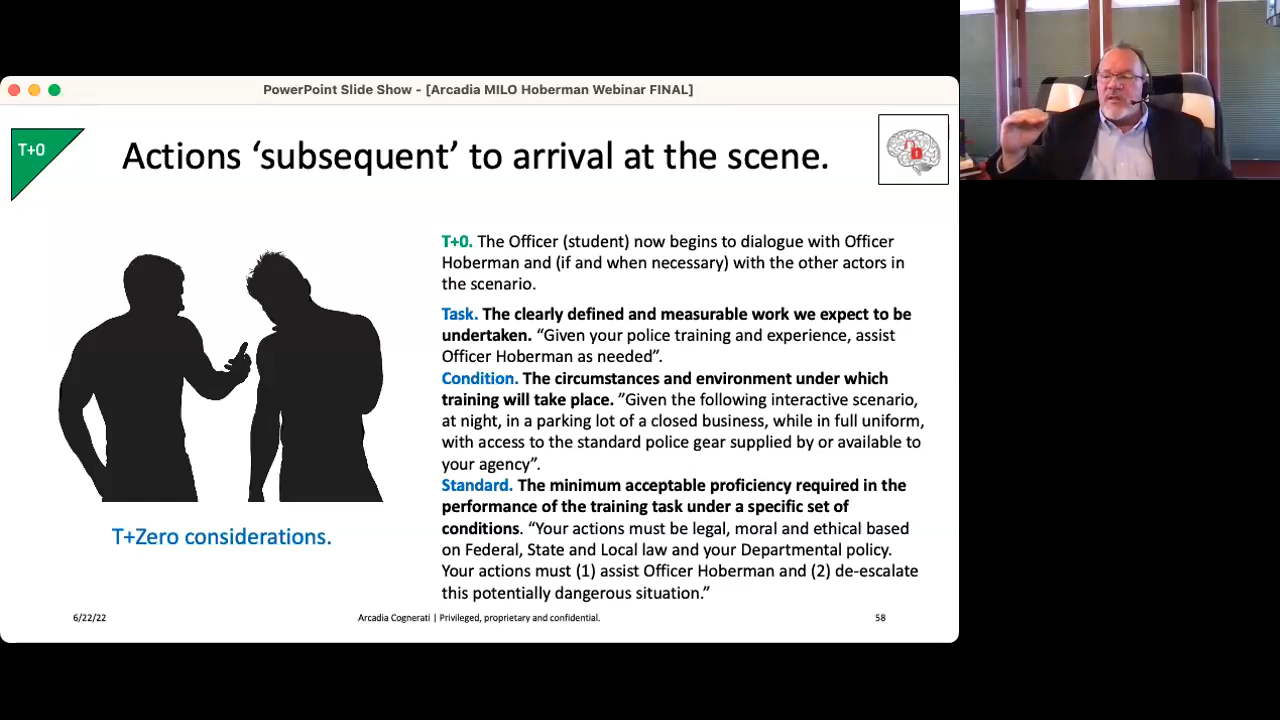 PowerPoint Slide Show - [Arcadia MILO Hoberman Webinar FINAL]
T+0
Actions ‘subsequent’ to arrival at the scene.
T+0. The Officer (student) now begins to dialogue with Officer
Hoberman and (if and when necessary) with the other actors in
the scenario.
Task. The clearly defined and measurable work we expect to be
undertaken. “Given your police training and experience, assist
Officer Hoberman as needed”.
Condition. The circumstances and environment under which
training will take place. ”Given the following interactive scenario,
at night, in a parking lot of a closed business, while in full uniform,
with access to the standard police gear supplied by or available to
your agency”.
Standard. The minimum acceptable proficiency required in the
performance of the training task under a specific set of
conditions. “Your actions must be legal, moral and ethical based
on Federal, State and Local law and your Departmental policy.
Your actions must (1) assist Officer Hoberman and (2) de-escalate
this potentially dangerous situation.”
T+Zero considerations.
6/22/22
Arcadia Cognerati | Privileged, proprietary and confidential.
58